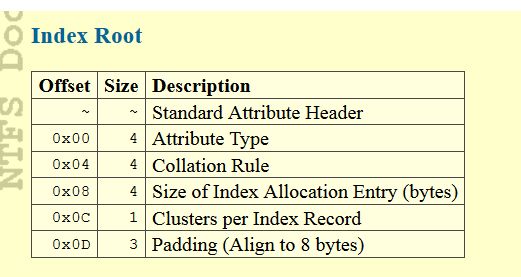 NTFS Doc
Index Root
Offset Size Description
~ ~ Standard Attribute Header
0x00 4 Attribute Type
0x04 4 Collation Rule
0x08 4 Size of Index Allocation Entry (bytes)
0x0C 1 Clusters per Index Record
0x0D 3 Padding (Align to 8 bytes)